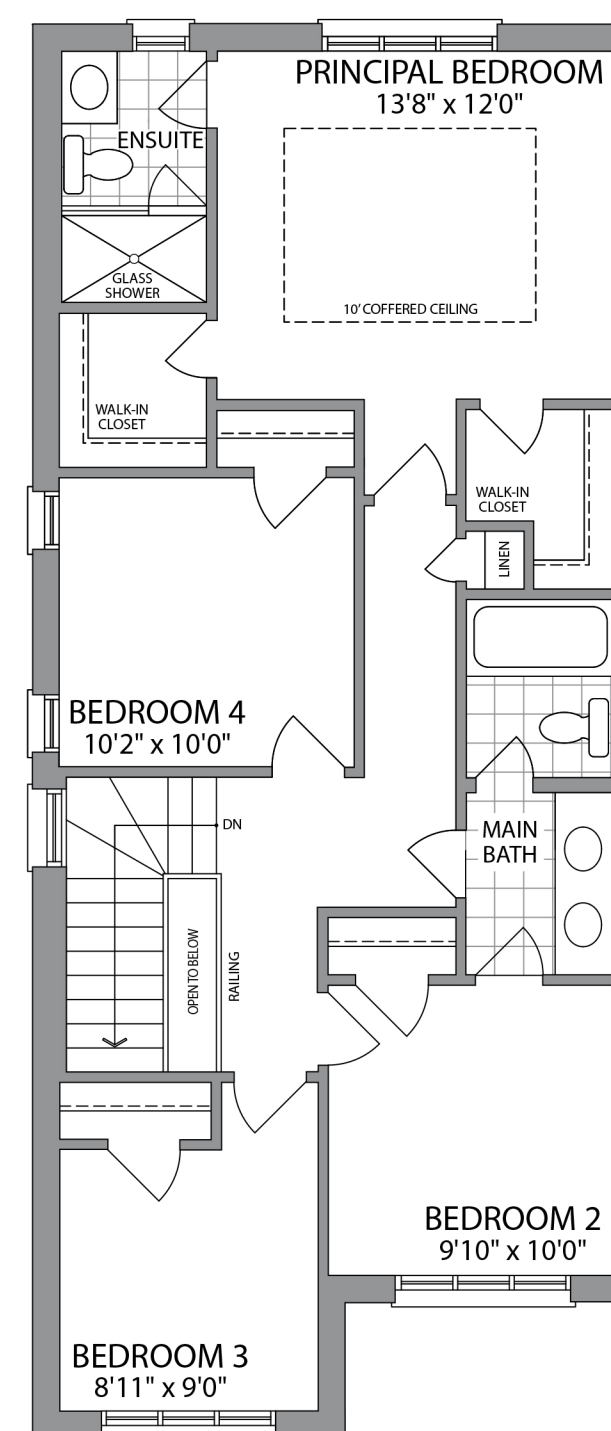 PRINCIPAL BEDROOM
13'8" x 12'0"
ENSUITE
GLASS
SHOWER
10' COFFERED CEILING
WALK-IN
CLOSET
WALK-IN
CLOSET
LINEN
BEDROOM 4
10'2" x 10'0"
DN
MAIN
BATH
OPEN TO BELOW
RAILING
BEDROOM 2
9'10" x 10'0"
BEDROOM 3
8'11" x 9'0"